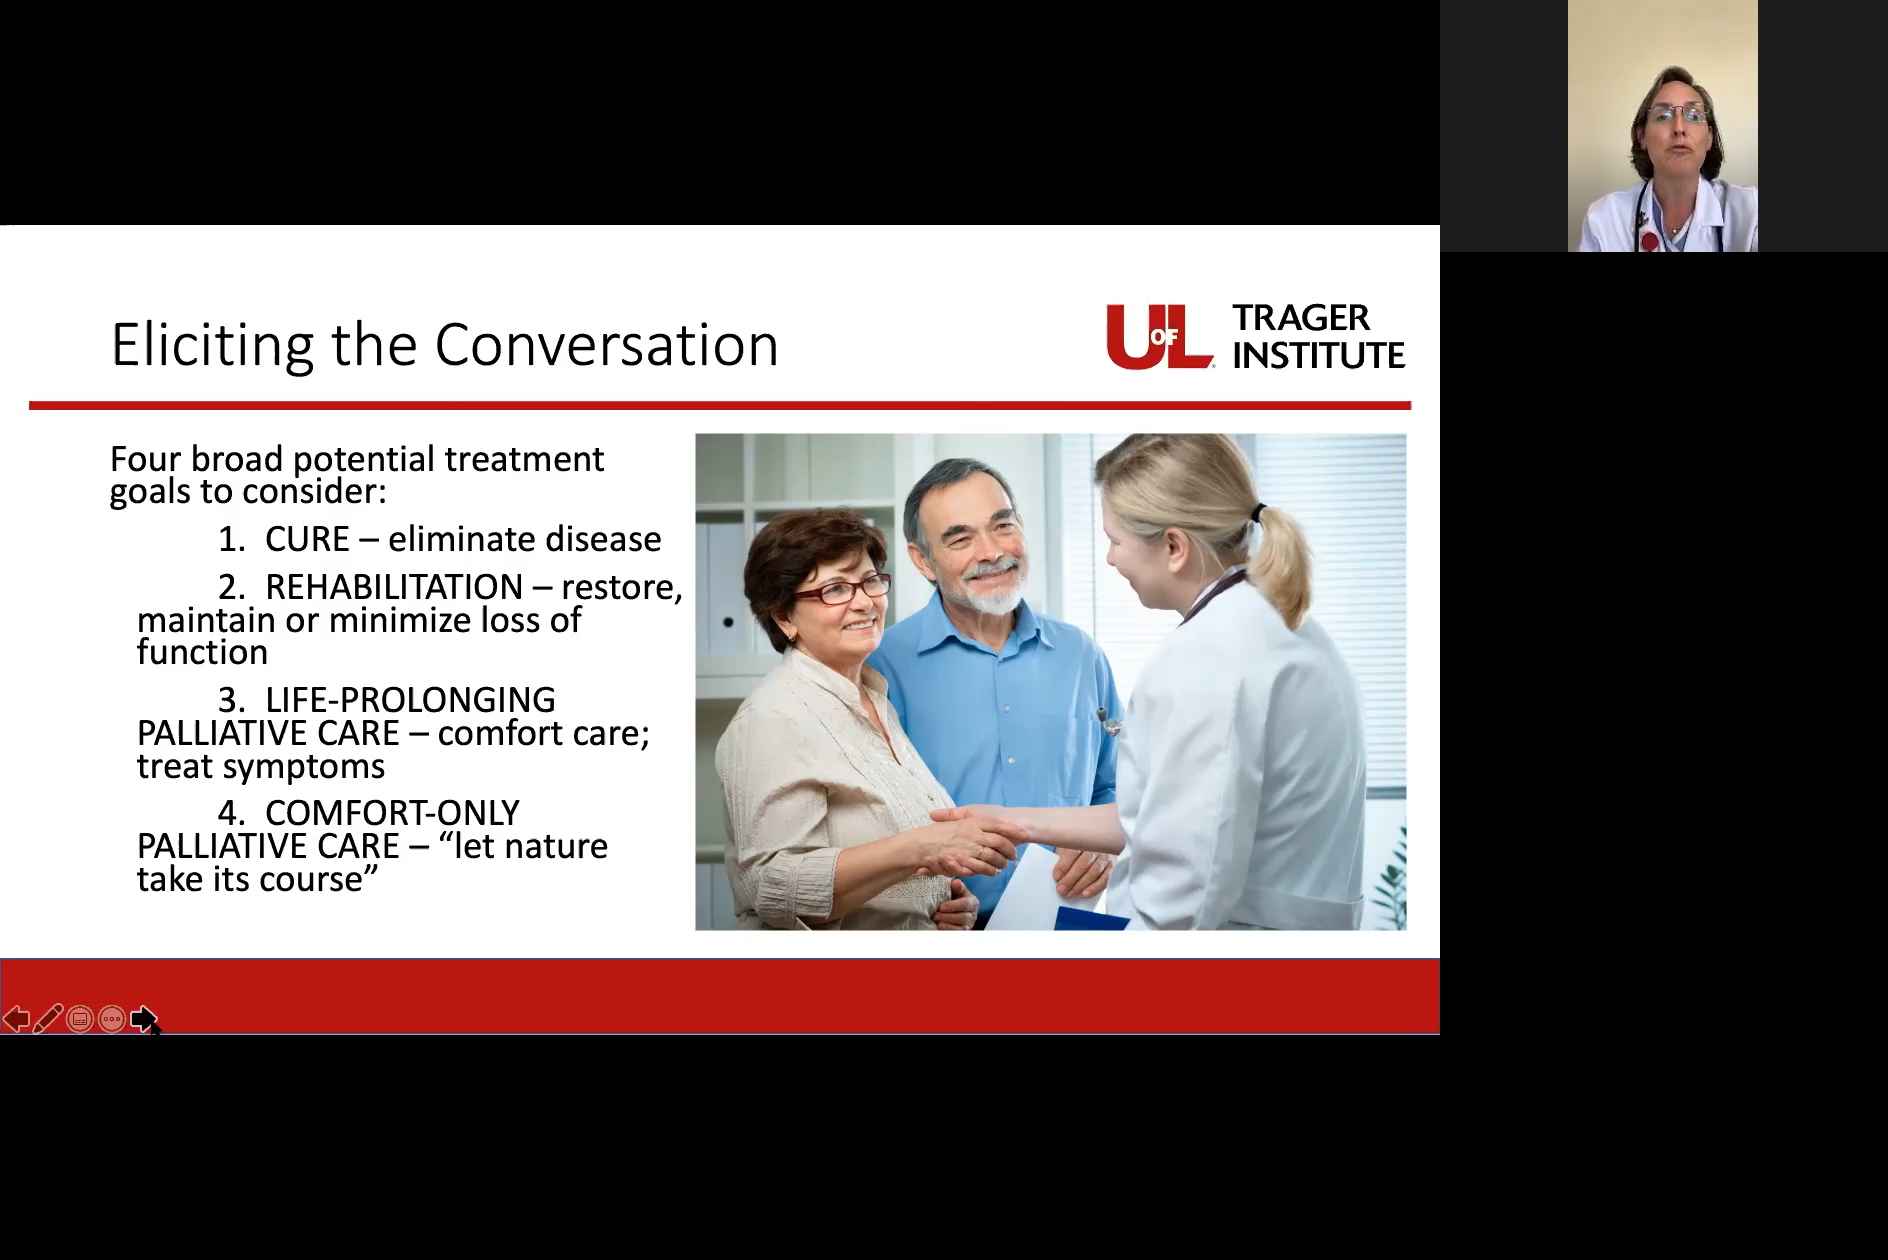 Eliciting the Conversation
UOFL
TRAGER
INSTITUTE
Four broad potential treatment
goals to consider:
1. CURE – eliminate disease
2. REHABILITATION – restore,
maintain or minimize loss of
function
3. LIFE-PROLONGING
PALLIATIVE CARE – comfort care;
treat symptoms
4. COMFORT-ONLY
PALLIATIVE CARE – “let nature
take its course”